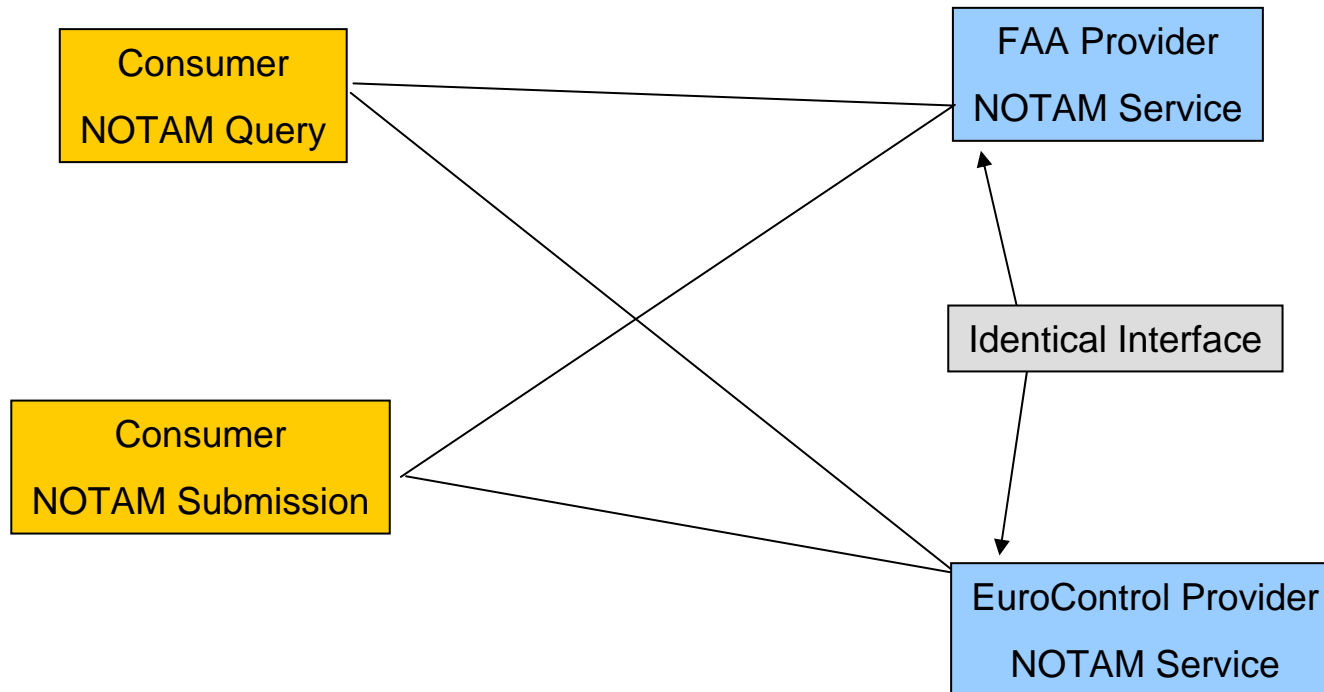 Consumer
NOTAM Query
FAA Provider
NOTAM Service
Identical Interface
Consumer
NOTAM Submission
EuroControl Provider
NOTAM Service